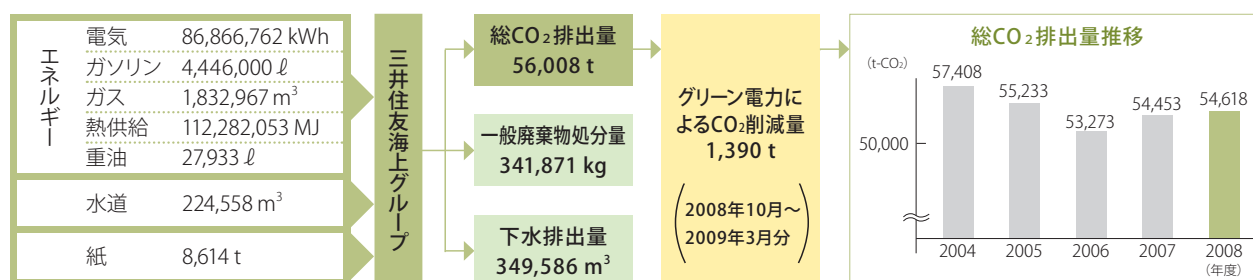 エネルギー
電気 86,866,762 kWh
ガソリン 4,446,000 ℓ
ガス 1,832,967 m³
熱供給 112,282,053 MJ
重油 27,933 ℓ
水道 224,558 m³
紙 8,614 t
三井住友海上グループ
総CO₂排出量
56,008 t
一般廃棄物処分量
341,871 kg
下水排出量
349,586 m³
グリーン電力に
よるCO₂削減量
1,390 t
(2008年10月〜
2009年3月分)
総CO₂排出量推移
(t-CO₂)
57,408
55,233
53,273
54,453
54,618
50,000
2004 2005 2006 2007 2008
(年度)